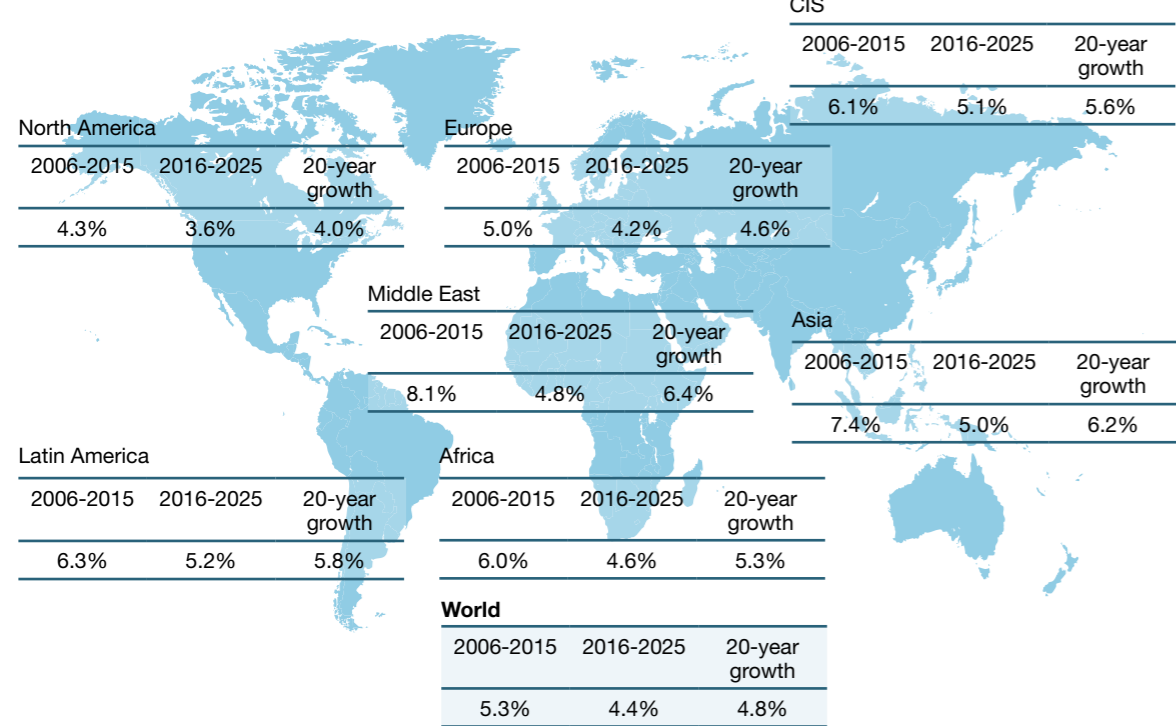 CIS
2006-2015 2016-2025 20-year
growth
6.1% 5.1% 5.6%
North America
2006-2015 2016-2025 20-year
growth
4.3% 3.6% 4.0%
Europe
2006-2015 2016-2025 20-year
growth
5.0% 4.2% 4.6%
Middle East
2006-2015 2016-2025 20-year
growth
8.1% 4.8% 6.4%
Asia
2006-2015 2016-2025 20-year
growth
7.4% 5.0% 6.2%
Latin America
2006-2015 2016-2025 20-year
growth
6.3% 5.2% 5.8%
Africa
2006-2015 2016-2025 20-year
growth
6.0% 4.6% 5.3%
World
2006-2015 2016-2025 20-year
growth
5.3% 4.4% 4.8%